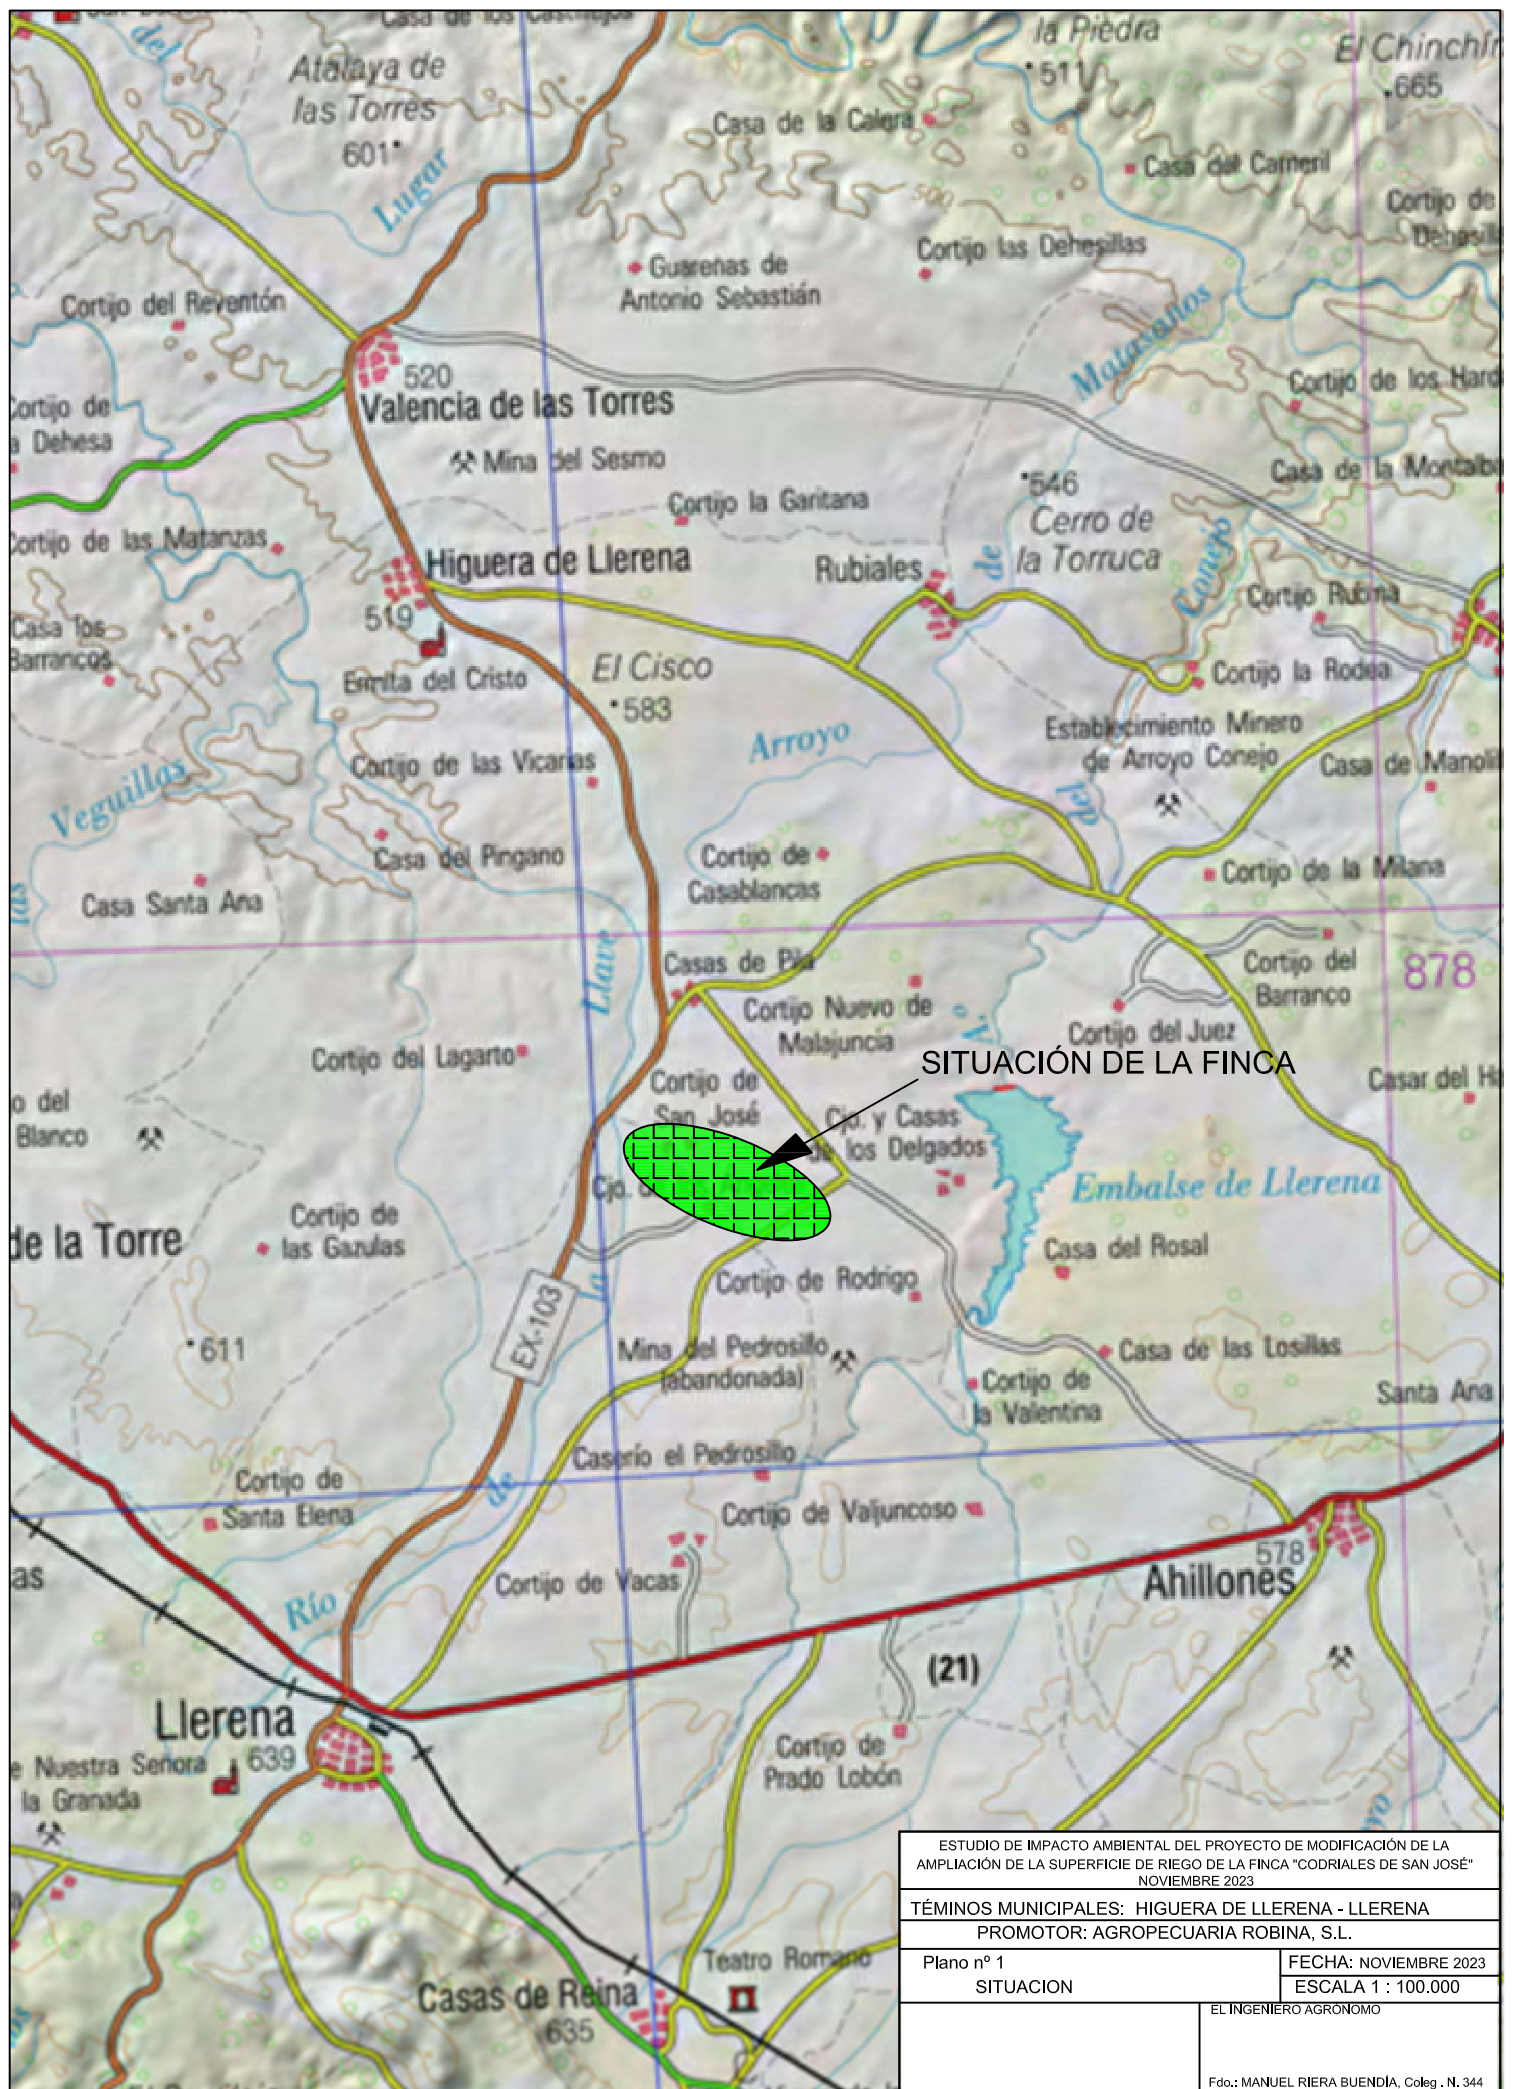 del
Atalaya de
las Torres
601
Lugar
la Piedra
511
El Chinchín
665
Casa de la Calera
Casa del Cameril
500
Cortijo de
Cortijo las Dehesillas
Guareñas de
Antonio Sebastián
Cortijo del Reventón
Matasanos
520
Valencia de las Torres
Cortijo de los Hard
Cortijo de
a Dehesa
Mina del Sesmo
Casa de la Montalba
546
Cerro de
la Torruca
Cortijo la Garitana
Cortijo de las Matanzas
Higuera de Llerena
Rubiales
de
Conejo
Cortijo Rubina
519
Casa los
Barrancos
Ermita del Cristo
El Cisco
583
Cortijo la Rodea
Arroyo
Establecimiento Minero
de Arroyo Conejo
Casa de Manolil
Cortijo de las Vicarias
Veguillas
del
Casa del Pingano
Cortijo de
Casablancas
Cortijo de la Milana
Casa Santa Ana
las
Llave
Casas de Pila
Cortijo del
Barranco
878
Cortijo Nuevo de
Malajuncia
A.º
Cortijo del Juez
Cortijo del Lagarto
SITUACIÓN DE LA FINCA
Cortijo de
San José
Casar del H
o del
Blanco
Cjo. y Casas
de los Delgados
Cjo. d
Embalse de Llerena
Cortijo de
las Gazulas
de la Torre
Casa del Rosal
Cortijo de Rodrigo
la
EX-103
611
Mina del Pedrosillo
(abandonada)
Casa de las Losillas
Cortijo de
la Valentina
Santa Ana
Caserío el Pedrosillo
Cortijo de
Santa Elena
de
Cortijo de Valjuncoso
578
Ahillones
as
Cortijo de Vacas
Río
(21)
Llerena
639
e Nuestra Señora
la Granada
Cortijo de
Prado Lobón
Teatro Romano
Casas de Reina
635
ESTUDIO DE IMPACTO AMBIENTAL DEL PROYECTO DE MODIFICACIÓN DE LA
AMPLIACIÓN DE LA SUPERFICIE DE RIEGO DE LA FINCA "CODRIALES DE SAN JOSÉ"
NOVIEMBRE 2023
TÉMINOS MUNICIPALES: HIGUERA DE LLERENA - LLERENA
PROMOTOR: AGROPECUARIA ROBINA, S.L.
Plano nº 1
SITUACION
FECHA: NOVIEMBRE 2023
ESCALA 1 : 100.000
EL INGENIERO AGRÓNOMO
Fdo.: MANUEL RIERA BUENDÍA, Coleg. N. 344